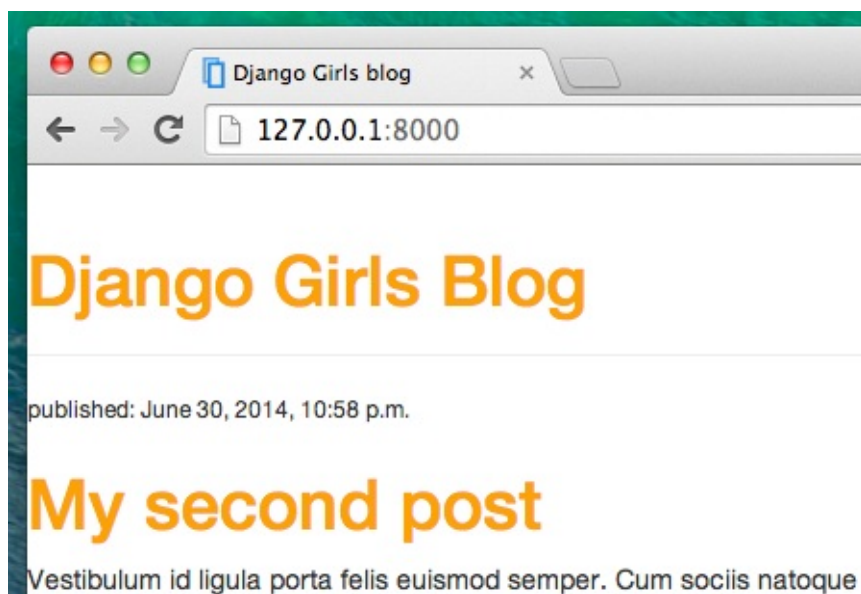 Django Girls blog
127.0.0.1:8000
Django Girls Blog
published: June 30, 2014, 10:58 p.m.
My second post
Vestibulum id ligula porta felis euismod semper. Cum sociis natoque